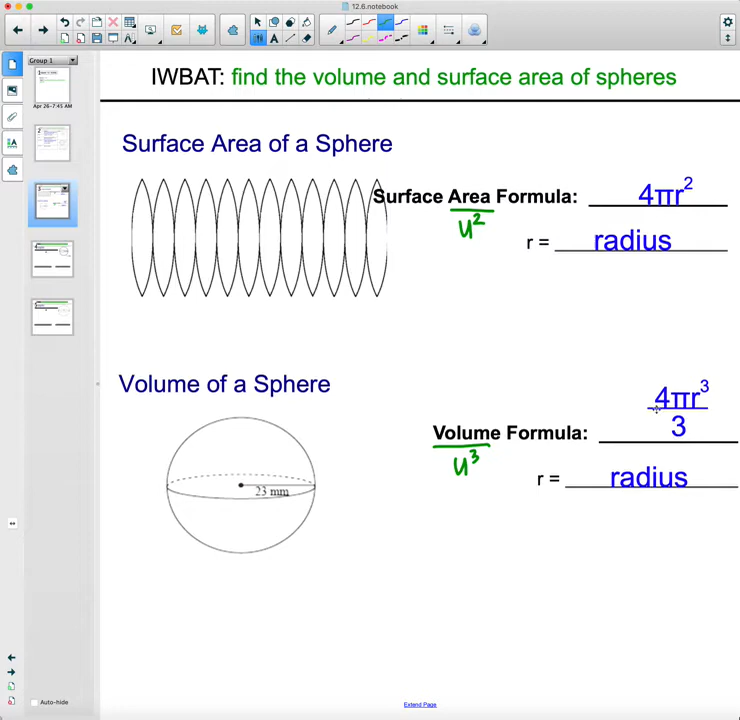 12.6.notebook
Group 1
Apr 26-7:45 AM
IWBAT: find the volume and surface area of spheres
Surface Area of a Sphere
Surface Area Formula: 4πr²
u²
r = radius
Volume of a Sphere
4πr³
Volume Formula: 3
u³
r = radius
23 mm
Auto-hide
Extend Page